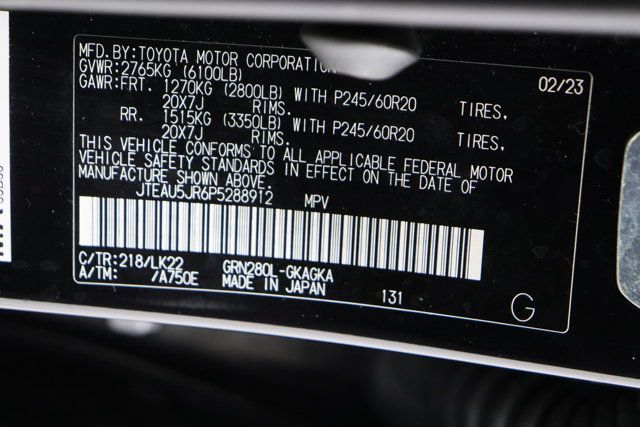 MFD. BY: TOYOTA MOTOR CORPORATION 02/23
GVWR: 2765KG (6100LB)
GAWR: FRT. 1270KG (2800LB) WITH P245/60R20 TIRES,
20X7J RIMS.
RR. 1515KG (3350LB) WITH P245/60R20 TIRES,
20X7J RIMS.
THIS VEHICLE CONFORMS TO ALL APPLICABLE FEDERAL MOTOR
VEHICLE SAFETY STANDARDS IN EFFECT ON THE DATE OF
MANUFACTURE SHOWN ABOVE.
JTEAU5JR6P5288912 MPV
C/TR: 218/LK22 GRN280L-GKAGKA
A/TM: /A750E MADE IN JAPAN 131 G